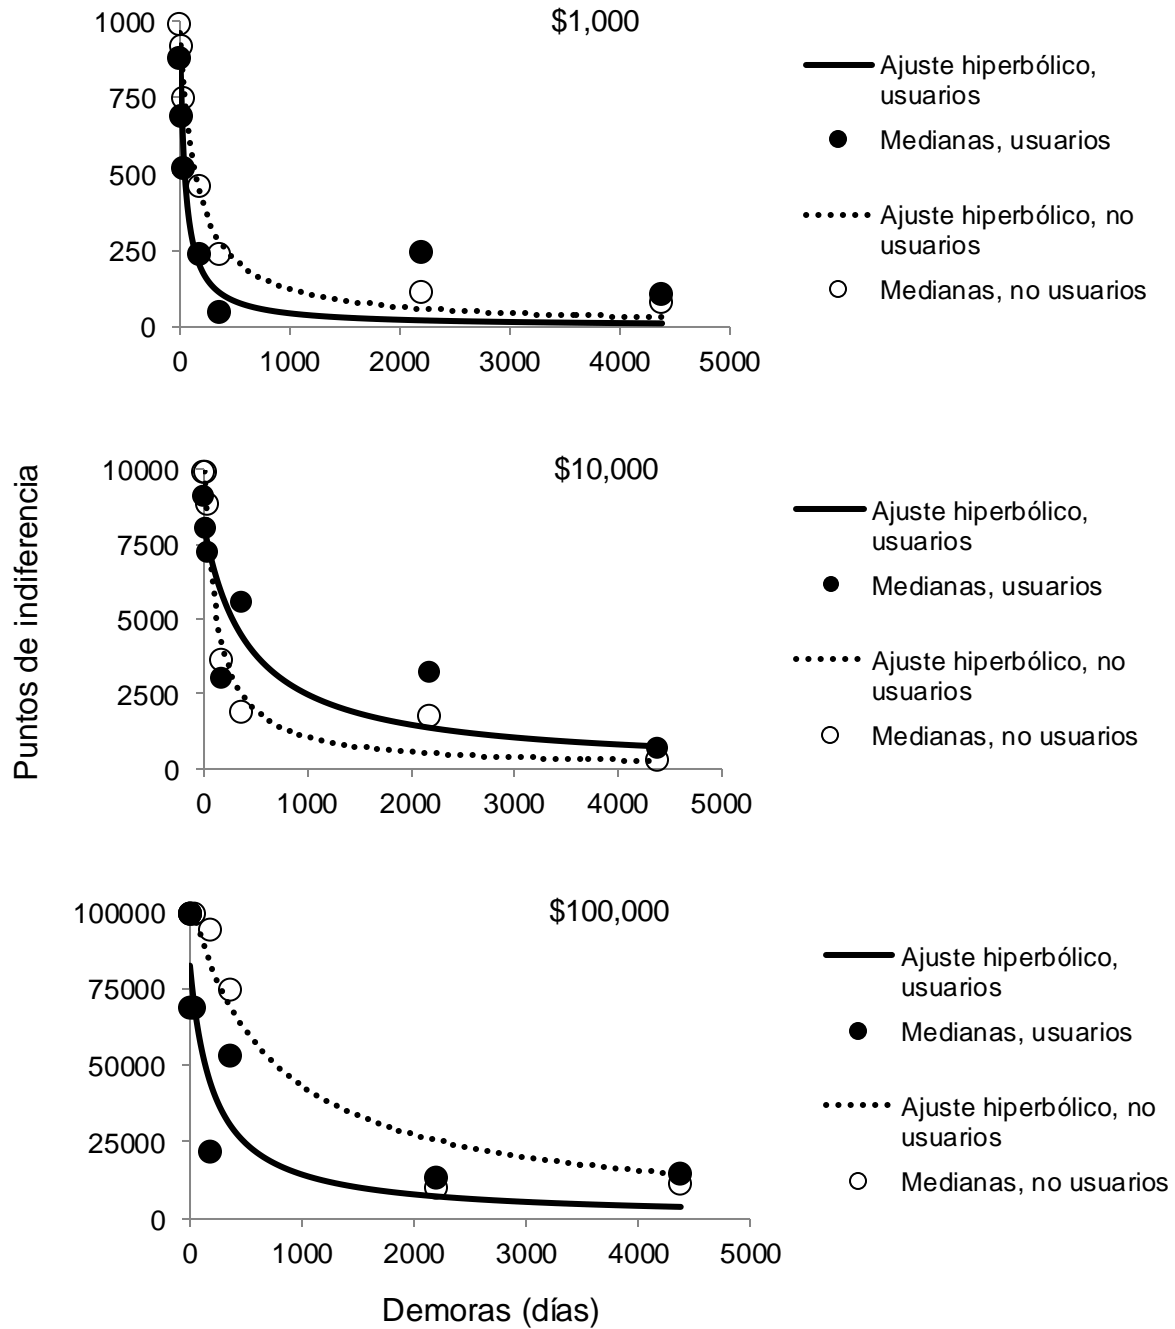 $1,000
1000
750
500
250
0
0 1000 2000 3000 4000 5000
Ajuste hiperbólico,
usuarios
Medianas, usuarios
Ajuste hiperbólico, no
usuarios
Medianas, no usuarios
Puntos de indiferencia
$10,000
10000
7500
5000
2500
0
0 1000 2000 3000 4000 5000
Ajuste hiperbólico,
usuarios
Medianas, usuarios
Ajuste hiperbólico, no
usuarios
Medianas, no usuarios
$100,000
100000
75000
50000
25000
0
0 1000 2000 3000 4000 5000
Ajuste hiperbólico,
usuarios
Medianas, usuarios
Ajuste hiperbólico, no
usuarios
Medianas, no usuarios
Demoras (días)